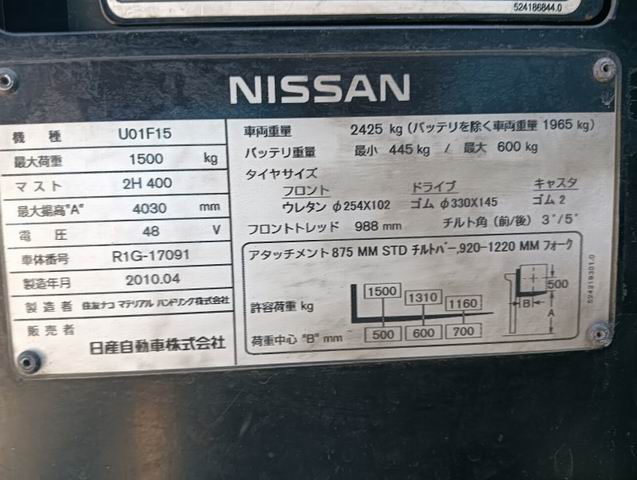 524186844.0
NISSAN
機 種 U01F15
最大荷重 1500 kg
マスト 2H 400
最大揚高"A" 4030 mm
電 圧 48 V
車体番号 R1G-17091
製造年月 2010.04
製造者 住友ナコ マテリアル ハンドリング株式会社
販売者 日産自動車株式会社
車両重量 2425 kg (バッテリを除く車両重量 1965 kg)
バッテリ重量 最小 445 kg / 最大 600 kg
タイヤサイズ
フロント ドライブ キャスタ
ウレタン φ254X102 ゴム φ330X145 ゴム 2
フロントトレッド 988 mm チルト角 (前/後) 3°/5°
アタッチメント 875 MM STD チルトバー,920-1220 MM フォーク
許容荷重 kg 1500 1310 1160
荷重中心 "B" mm 500 600 700
500
B
A
524219301.0